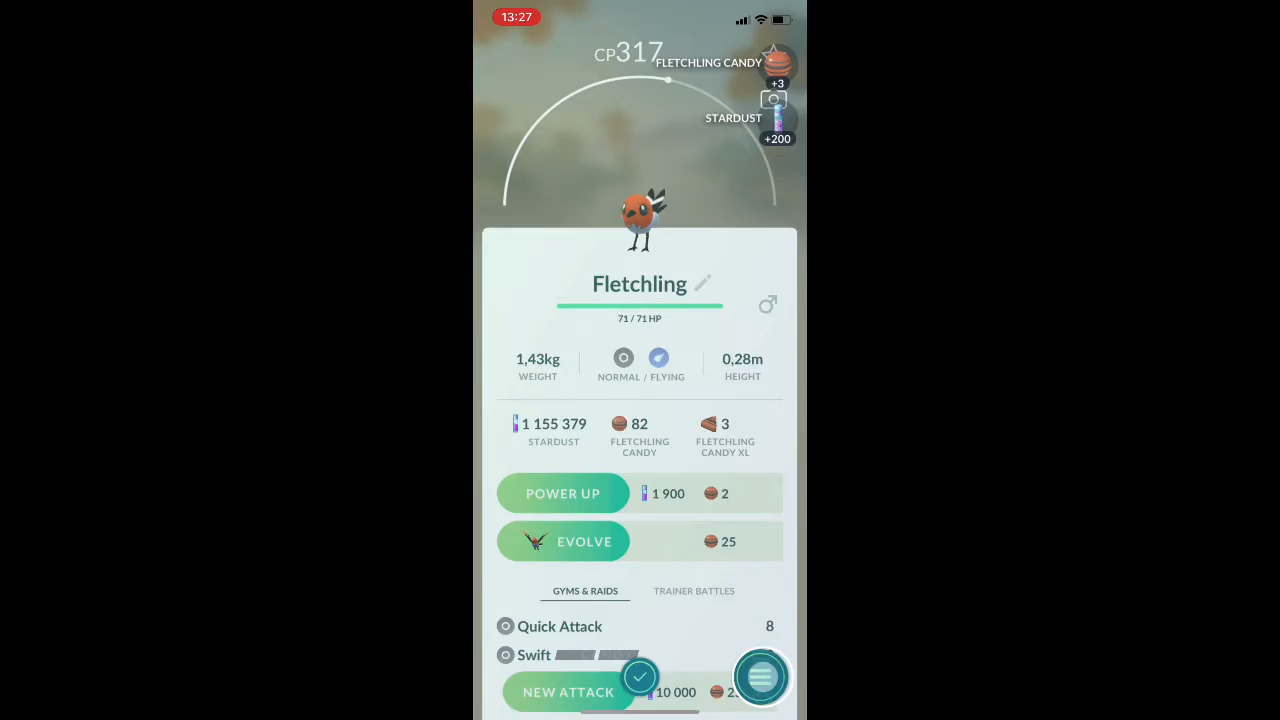 13:27
CP317
FLETCHLING CANDY
+3
STARDUST
+200
Fletchling
71 / 71 HP
1,43kg
WEIGHT
NORMAL / FLYING
0,28m
HEIGHT
1 155 379
STARDUST
82
FLETCHLING
CANDY
3
FLETCHLING
CANDY XL
POWER UP
1 900
2
EVOLVE
25
GYMS & RAIDS
TRAINER BATTLES
Quick Attack
8
Swift
NEW ATTACK
10 000